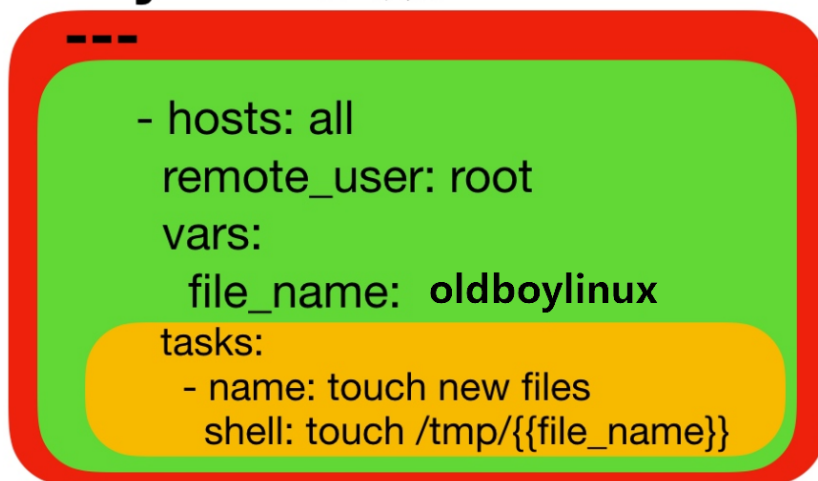 ---
- hosts: all
remote_user: root
vars:
file_name: oldboylinux
tasks:
- name: touch new files
shell: touch /tmp/{{file_name}}